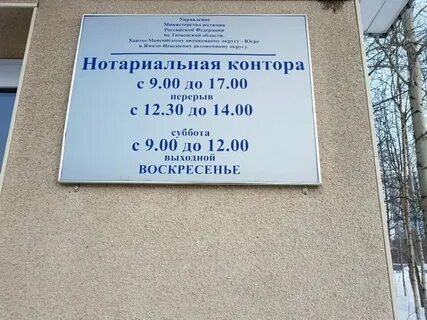 Управление
Министерства юстиции
Российской Федерации
по Тюменской области,
Ханты-Мансийскому автономному округу - Югре
и Ямало-Ненецкому автономному округу.
Нотариальная контора
с 9.00 до 17.00
перерыв
с 12.30 до 14.00
суббота
с 9.00 до 12.00
выходной
ВОСКРЕСЕНЬЕ